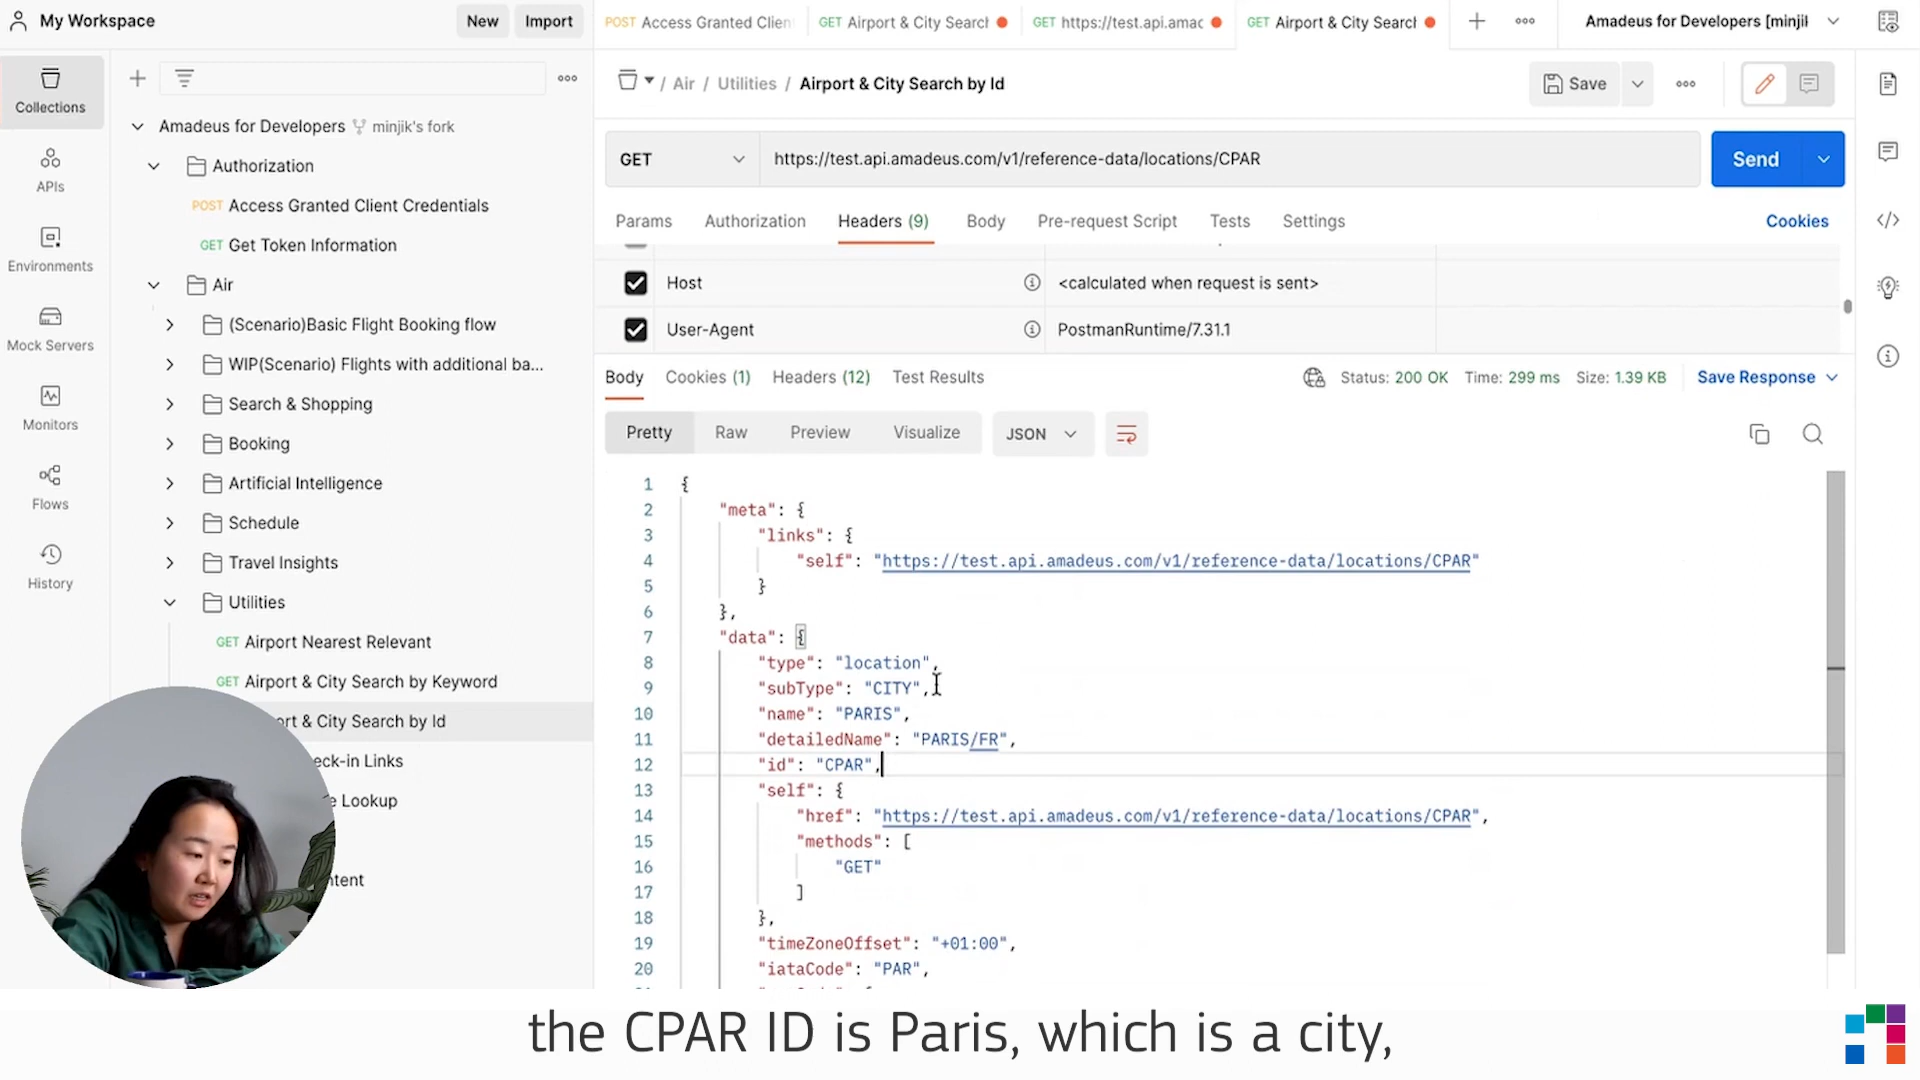 My Workspace
New
Import
POST Access Granted Clien
GET Airport & City Search
GET https://test.api.amac
GET Airport & City Search
Amadeus for Developers [minjik
Collections
APIs
Environments
Mock Servers
Monitors
Flows
History
Amadeus for Developers minjik's fork
Authorization
POST Access Granted Client Credentials
GET Get Token Information
Air
(Scenario)Basic Flight Booking flow
WIP(Scenario) Flights with additional ba...
Search & Shopping
Booking
Artificial Intelligence
Schedule
Travel Insights
Utilities
GET Airport Nearest Relevant
GET Airport & City Search by Keyword
ort & City Search by Id
eck-in Links
e Lookup
ntent
/ Air / Utilities / Airport & City Search by Id
Save
GET
https://test.api.amadeus.com/v1/reference-data/locations/CPAR
Send
Params Authorization Headers (9) Body Pre-request Script Tests Settings Cookies
Host <calculated when request is sent>
User-Agent PostmanRuntime/7.31.1
Body Cookies (1) Headers (12) Test Results Status: 200 OK Time: 299 ms Size: 1.39 KB Save Response
Pretty Raw Preview Visualize JSON
1 {
2 "meta": {
3 "links": {
4 "self": "https://test.api.amadeus.com/v1/reference-data/locations/CPAR"
5 }
6 },
7 "data": {
8 "type": "location",
9 "subType": "CITY",
10 "name": "PARIS",
11 "detailedName": "PARIS/FR",
12 "id": "CPAR",
13 "self": {
14 "href": "https://test.api.amadeus.com/v1/reference-data/locations/CPAR",
15 "methods": [
16 "GET"
17 ]
18 },
19 "timeZoneOffset": "+01:00",
20 "iataCode": "PAR",
the CPAR ID is Paris, which is a city,